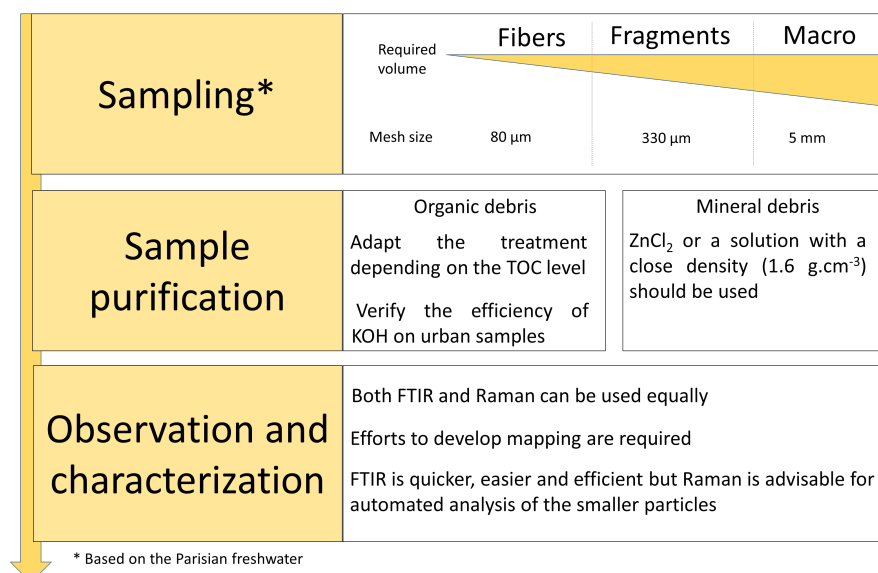 Sampling*
Required
volume
Fibers
Fragments
Macro
Mesh size
80 µm
330 µm
5 mm
Sample
purification
Organic debris
Adapt the treatment
depending on the TOC level
Verify the efficiency of
KOH on urban samples
Mineral debris
ZnCl₂ or a solution with a
close density (1.6 g.cm⁻³)
should be used
Observation and
characterization
Both FTIR and Raman can be used equally
Efforts to develop mapping are required
FTIR is quicker, easier and efficient but Raman is advisable for
automated analysis of the smaller particles
* Based on the Parisian freshwater